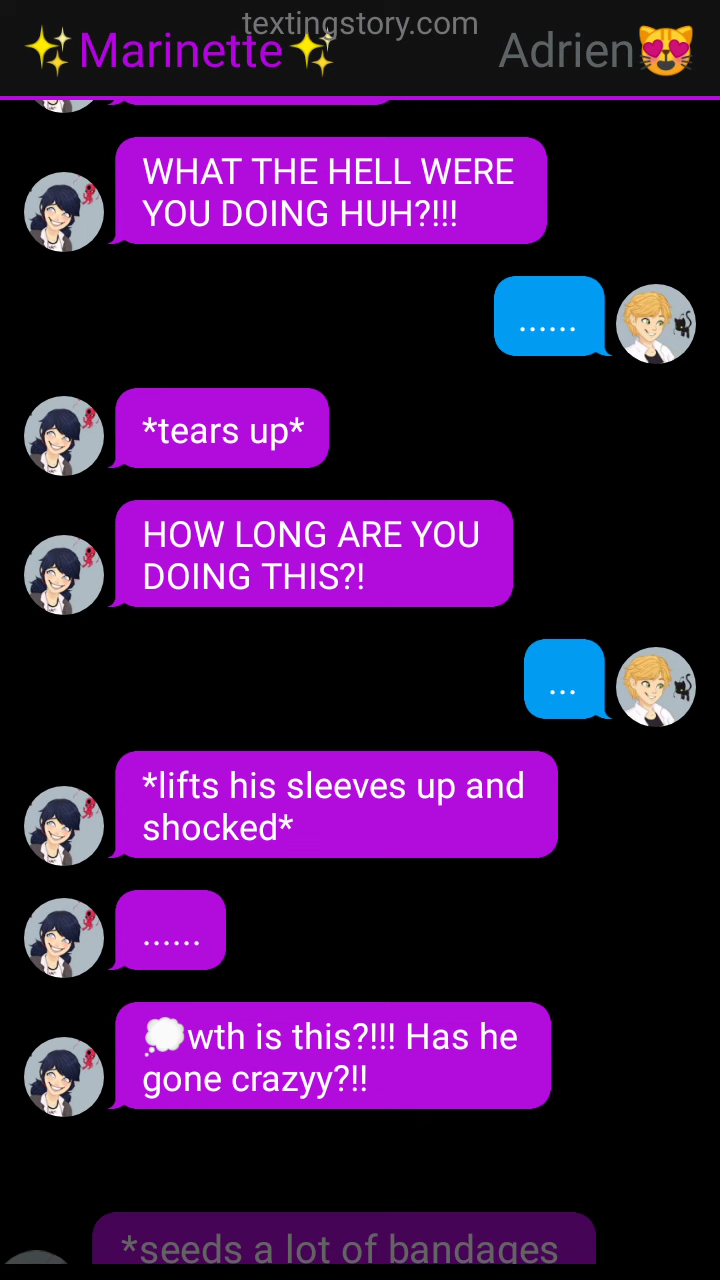 textingstory.com
✨Marinette✨ Adrien😻
WHAT THE HELL WERE
YOU DOING HUH?!!!
......
*tears up*
HOW LONG ARE YOU
DOING THIS?!
...
*lifts his sleeves up and
shocked*
......
💭wth is this?!!! Has he
gone crazyy?!!
*seeds a lot of bandages